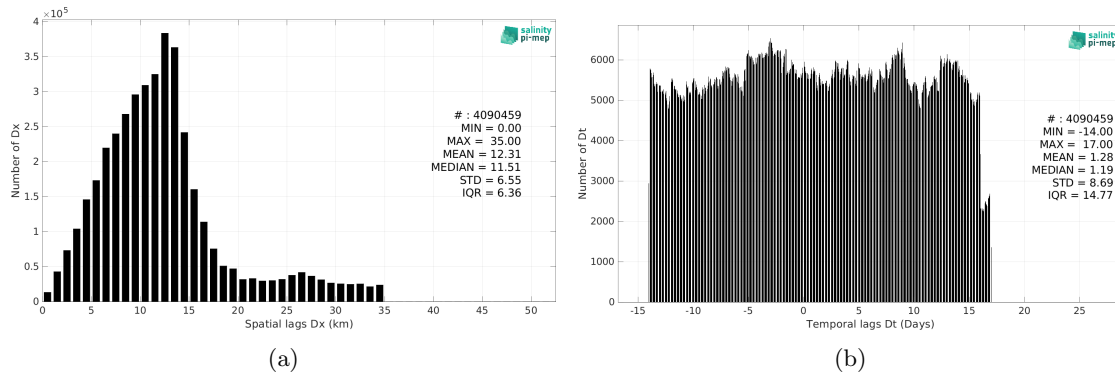 ×10⁵
4
3.5
3
2.5
2
1.5
1
0.5
0
Number of Dx
salinity
pi-mep
# : 4090459
MIN = 0.00
MAX = 35.00
MEAN = 12.31
MEDIAN = 11.51
STD = 6.55
IQR = 6.36
0 5 10 15 20 25 30 35 40 45 50
Spatial lags Dx (km)
(a)
6000
5000
4000
3000
2000
1000
0
Number of Dt
salinity
pi-mep
# : 4090459
MIN = -14.00
MAX = 17.00
MEAN = 1.28
MEDIAN = 1.19
STD = 8.69
IQR = 14.77
-15 -10 -5 0 5 10 15 20 25
Temporal lags Dt (Days)
(b)